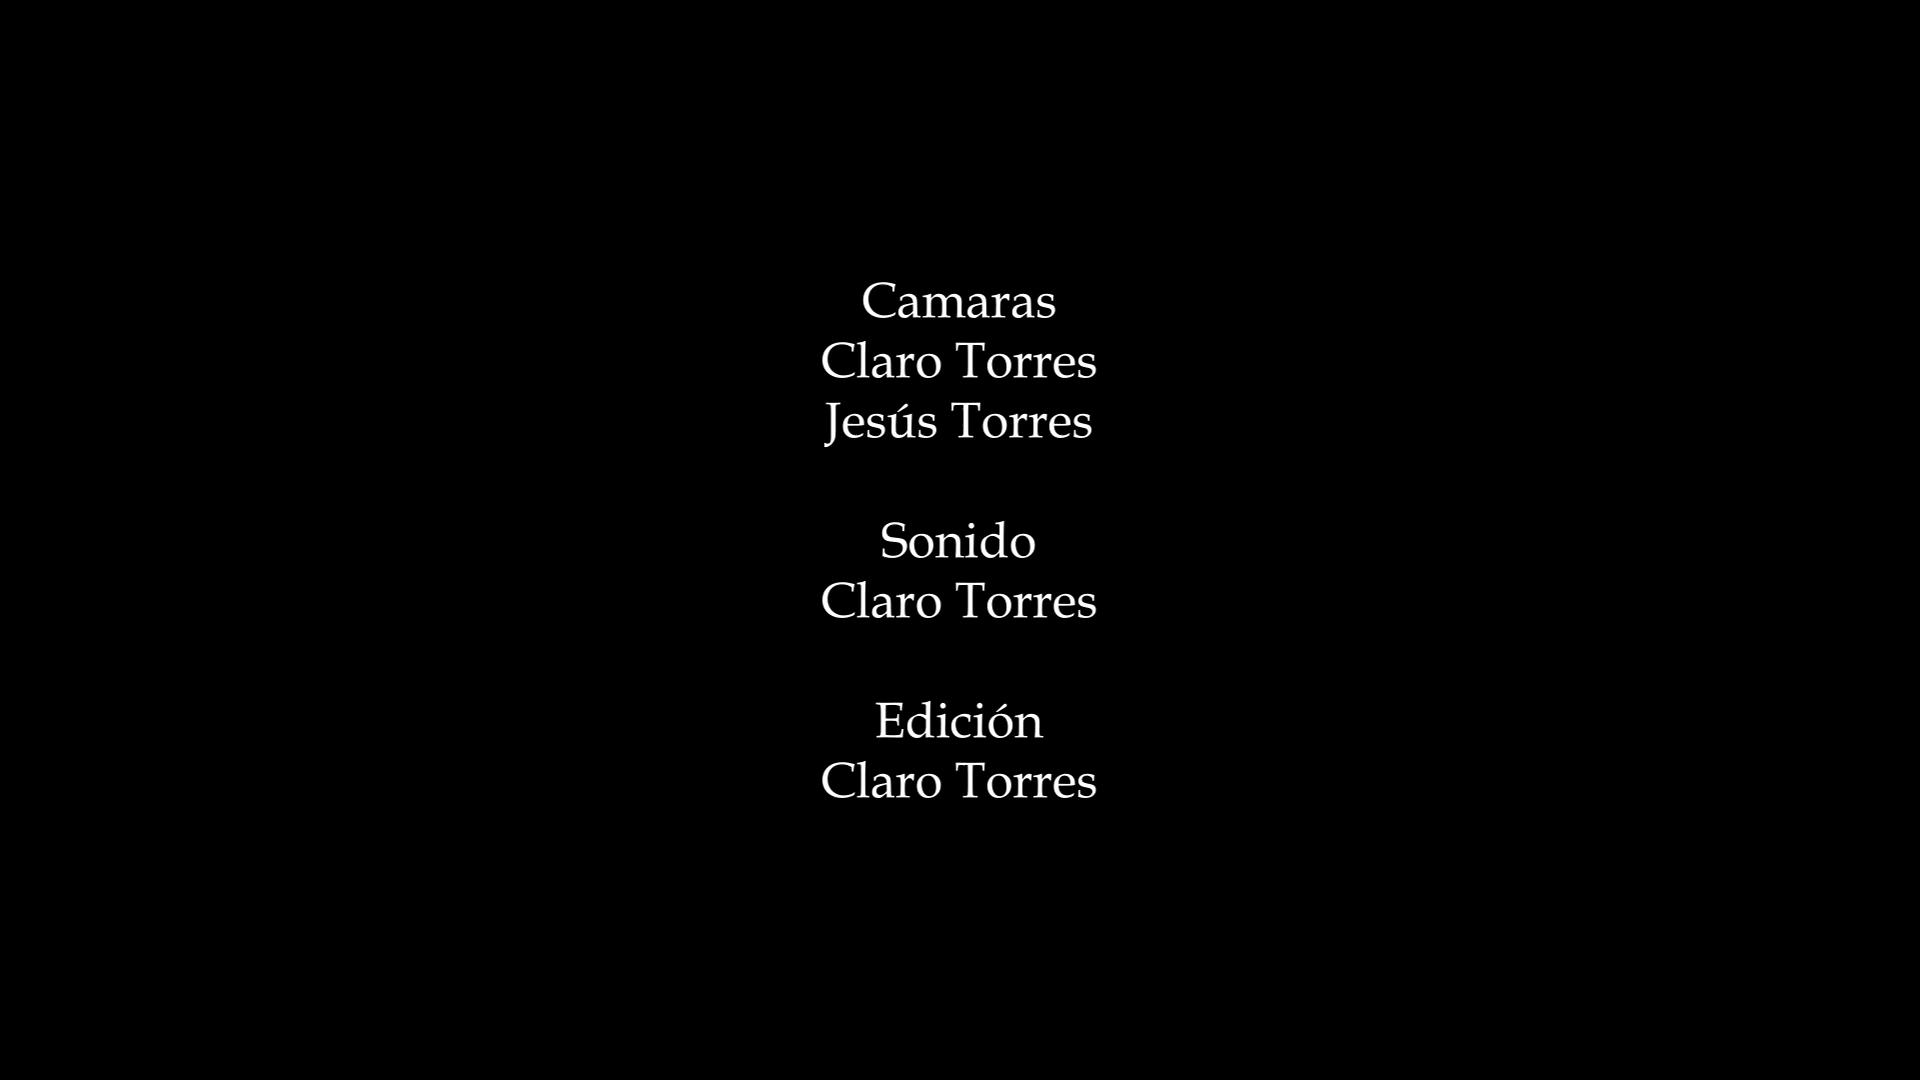 Camaras
Claro Torres
Jesús Torres
Sonido
Claro Torres
Edición
Claro Torres